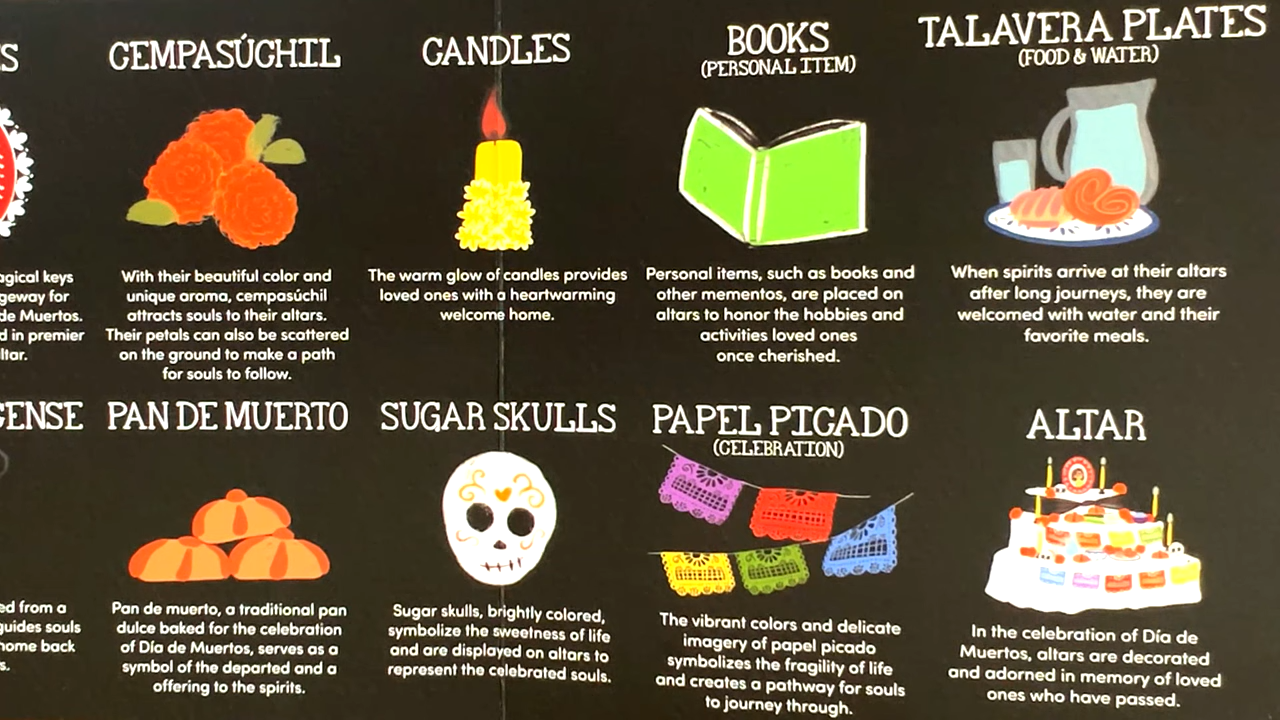 S
CEMPASÚCHIL
CANDLES
BOOKS
(PERSONAL ITEM)
TALAVERA PLATES
(FOOD & WATER)
agical keys
geway for
de Muertos.
d in premier
ltar.
With their beautiful color and
unique aroma, cempasúchil
attracts souls to their altars.
Their petals can also be scattered
on the ground to make a path
for souls to follow.
The warm glow of candles provides
loved ones with a heartwarming
welcome home.
Personal items, such as books and
other mementos, are placed on
altars to honor the hobbies and
activities loved ones
once cherished.
When spirits arrive at their altars
after long journeys, they are
welcomed with water and their
favorite meals.
CENSE
PAN DE MUERTO
SUGAR SKULLS
PAPEL PICADO
(CELEBRATION)
ALTAR
ed from a
guides souls
home back
s.
Pan de muerto, a traditional pan
dulce baked for the celebration
of Día de Muertos, serves as a
symbol of the departed and a
offering to the spirits.
Sugar skulls, brightly colored,
symbolize the sweetness of life
and are displayed on altars to
represent the celebrated souls.
The vibrant colors and delicate
imagery of papel picado
symbolizes the fragility of life
and creates a pathway for souls
to journey through.
In the celebration of Día de
Muertos, altars are decorated
and adorned in memory of loved
ones who have passed.